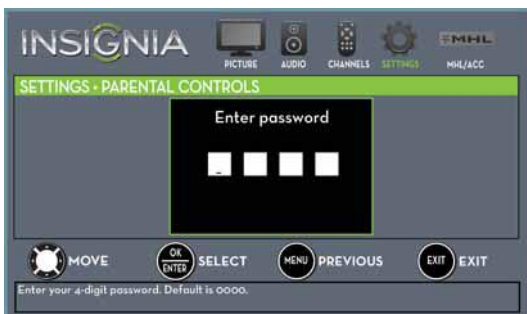 INSIGNIA
PICTURE AUDIO CHANNELS SETTINGS MHL/ACC
MHL
SETTINGS • PARENTAL CONTROLS
Enter password
_
MOVE OK ENTER SELECT MENU PREVIOUS EXIT EXIT
Enter your 4-digit password. Default is 0000.